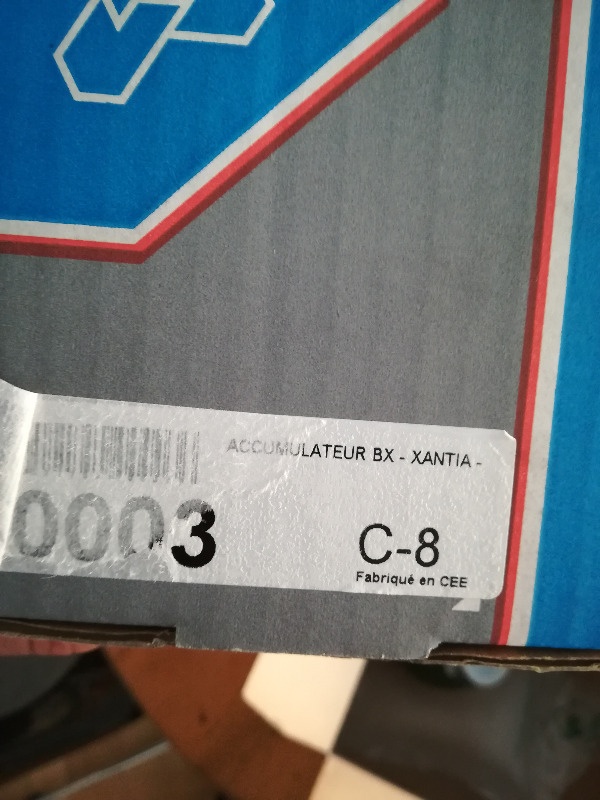 ACCUMULATEUR BX - XANTIA -
0003
C-8
Fabriqué en CEE